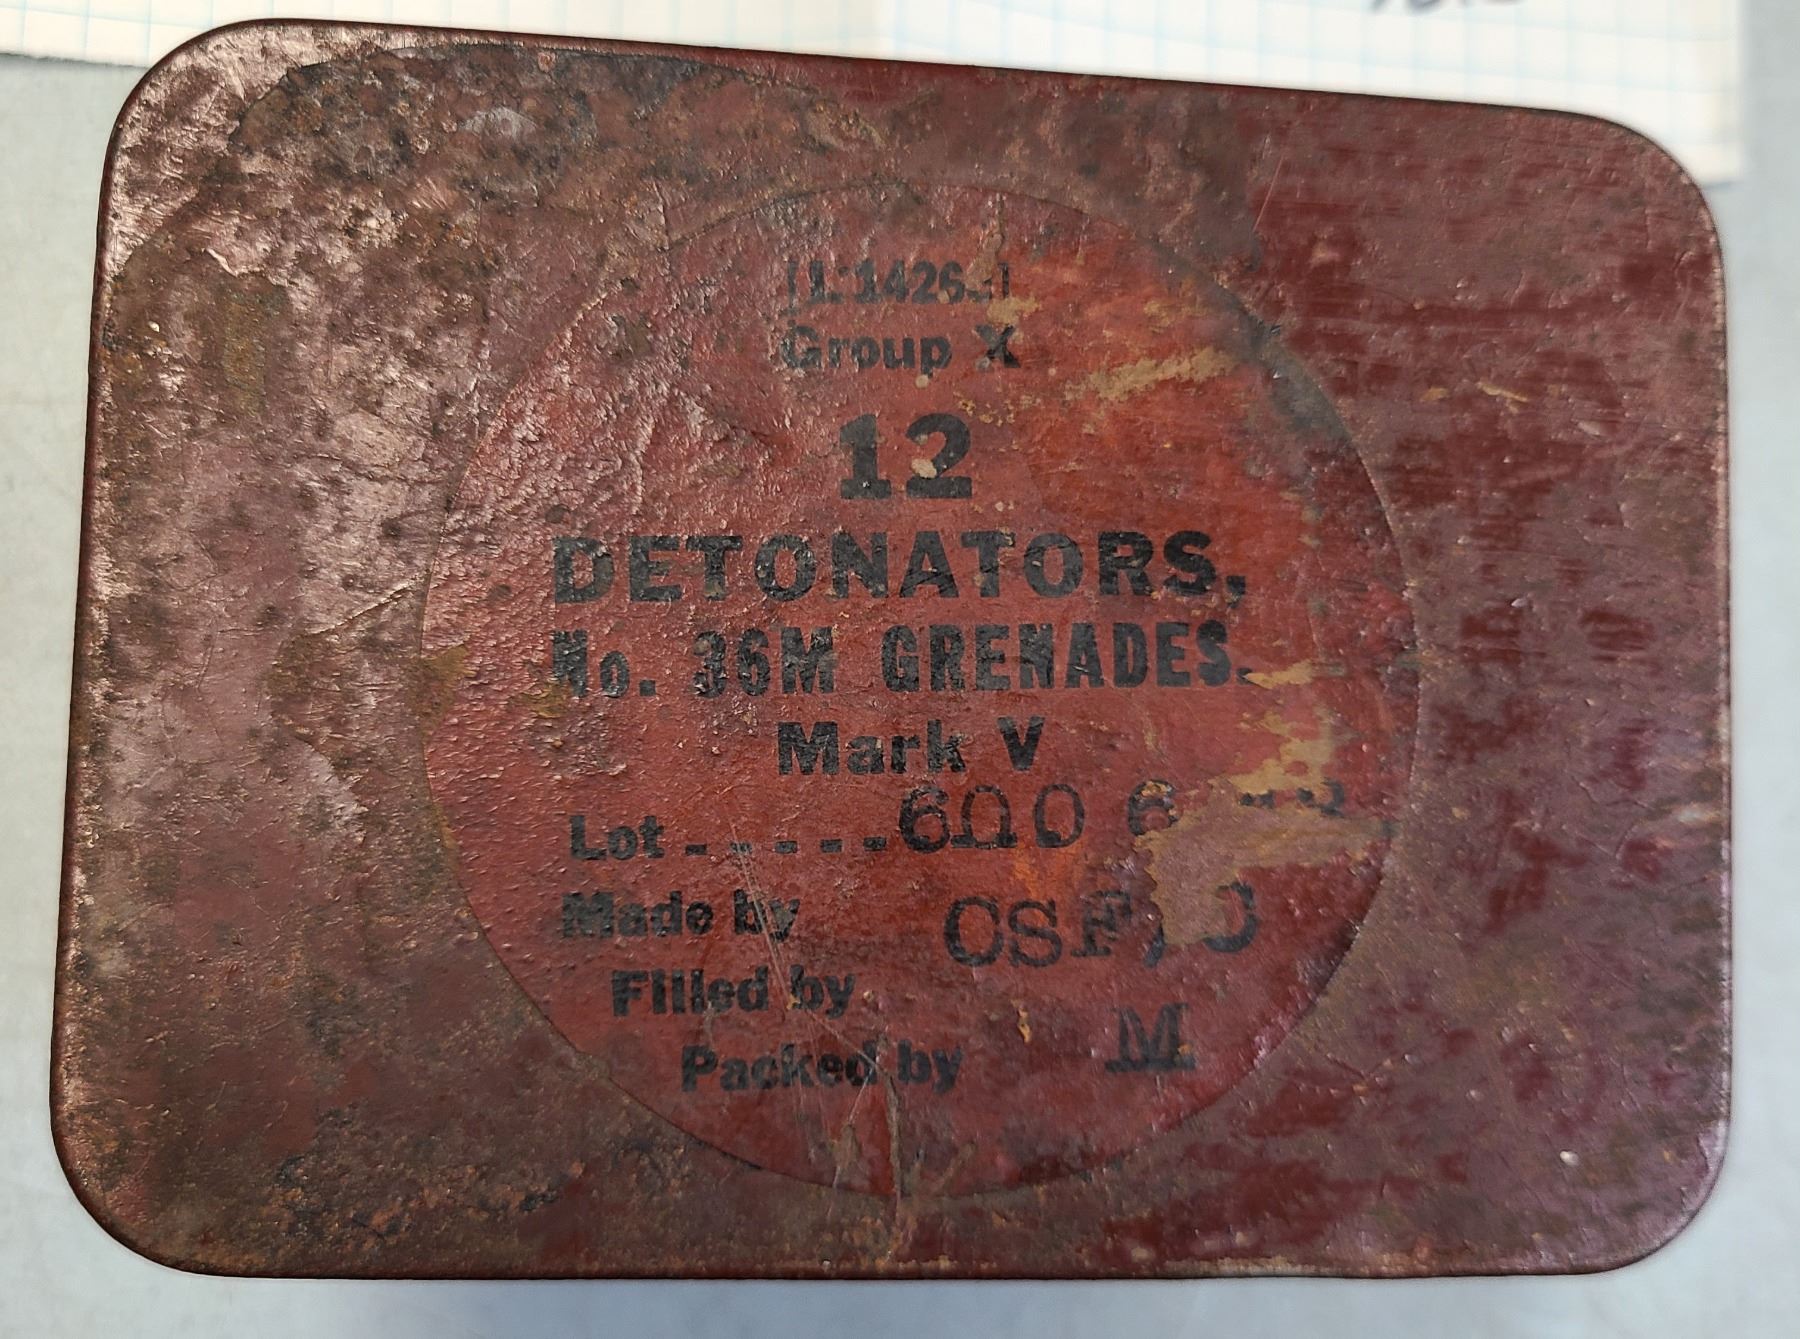 Group X
12
DETONATORS,
No. 36M GRENADES.
Mark V
Lot
Made by
Filled by
Packed by M